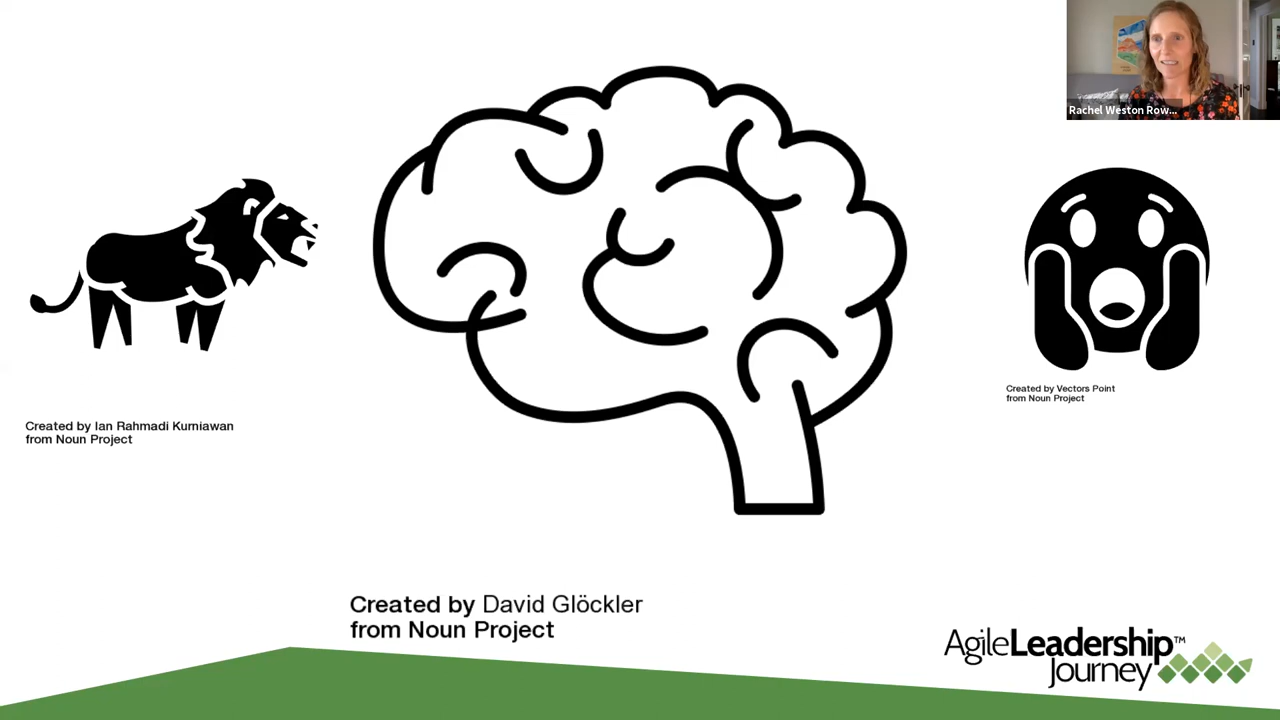 Rachel Weston Row...
Created by Ian Rahmadi Kurniawan
from Noun Project
Created by Vectors Point
from Noun Project
Created by David Glöckler
from Noun Project
AgileLeadership™
Journey